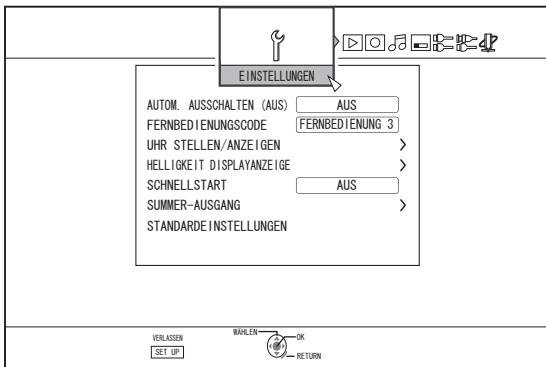 EINSTELLUNGEN
AUTOM. AUSSCHALTEN (AUS) AUS
FERNBEDIENUNGSCODE FERNBEDIENUNG 3
UHR STELLEN/ANZEIGEN
HELLIGKEIT DISPLAYANZEIGE
SCHNELLSTART AUS
SUMMER-AUSGANG
STANDARDEINSTELLUNGEN
VERLASSEN WÄHLEN OK
SET UP RETURN